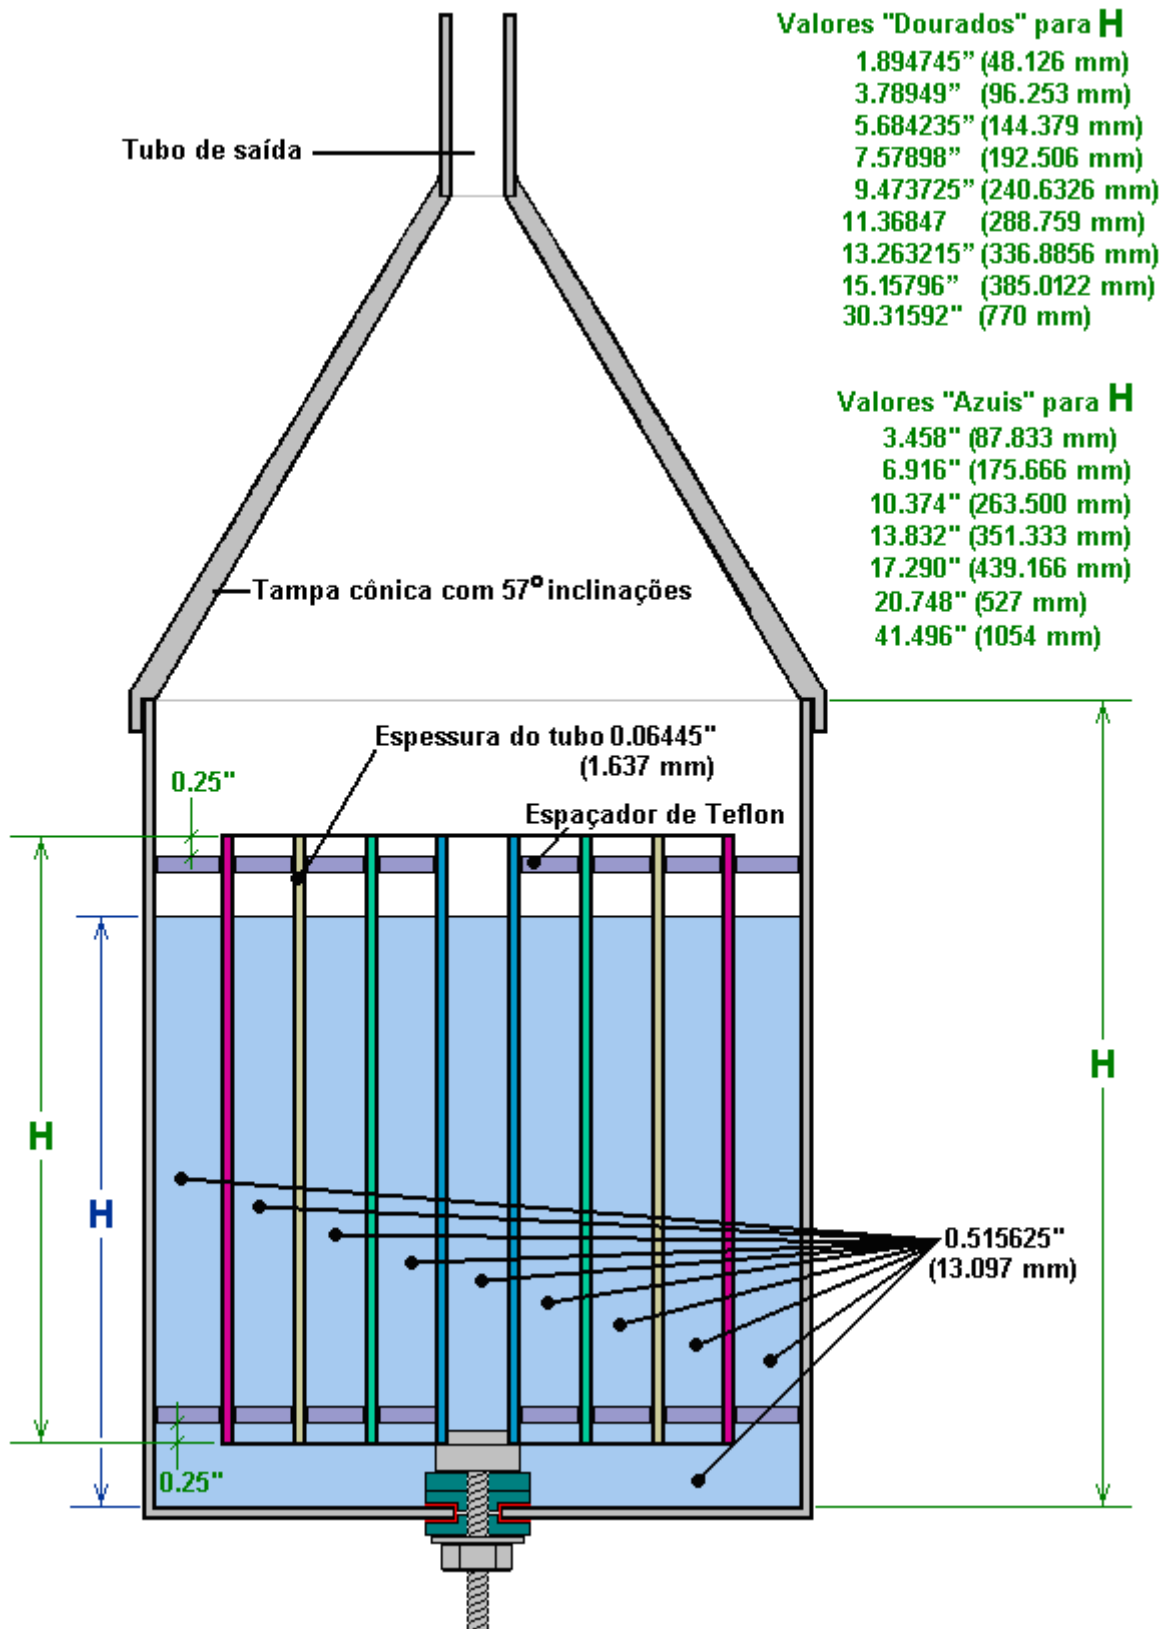 Valores "Dourados" para H
1.894745” (48.126 mm)
3.78949” (96.253 mm)
5.684235” (144.379 mm)
7.57898” (192.506 mm)
9.473725” (240.6326 mm)
11.36847 (288.759 mm)
13.263215” (336.8856 mm)
15.15796” (385.0122 mm)
30.31592" (770 mm)
Tubo de saída
Valores "Azuis" para H
3.458" (87.833 mm)
6.916" (175.666 mm)
10.374" (263.500 mm)
13.832" (351.333 mm)
17.290" (439.166 mm)
20.748" (527 mm)
41.496" (1054 mm)
Tampa cônica com 57º inclinações
Espessura do tubo 0.06445"
(1.637 mm)
0.25"
Espaçador de Teflon
H
H
H
0.515625"
(13.097 mm)
0.25"